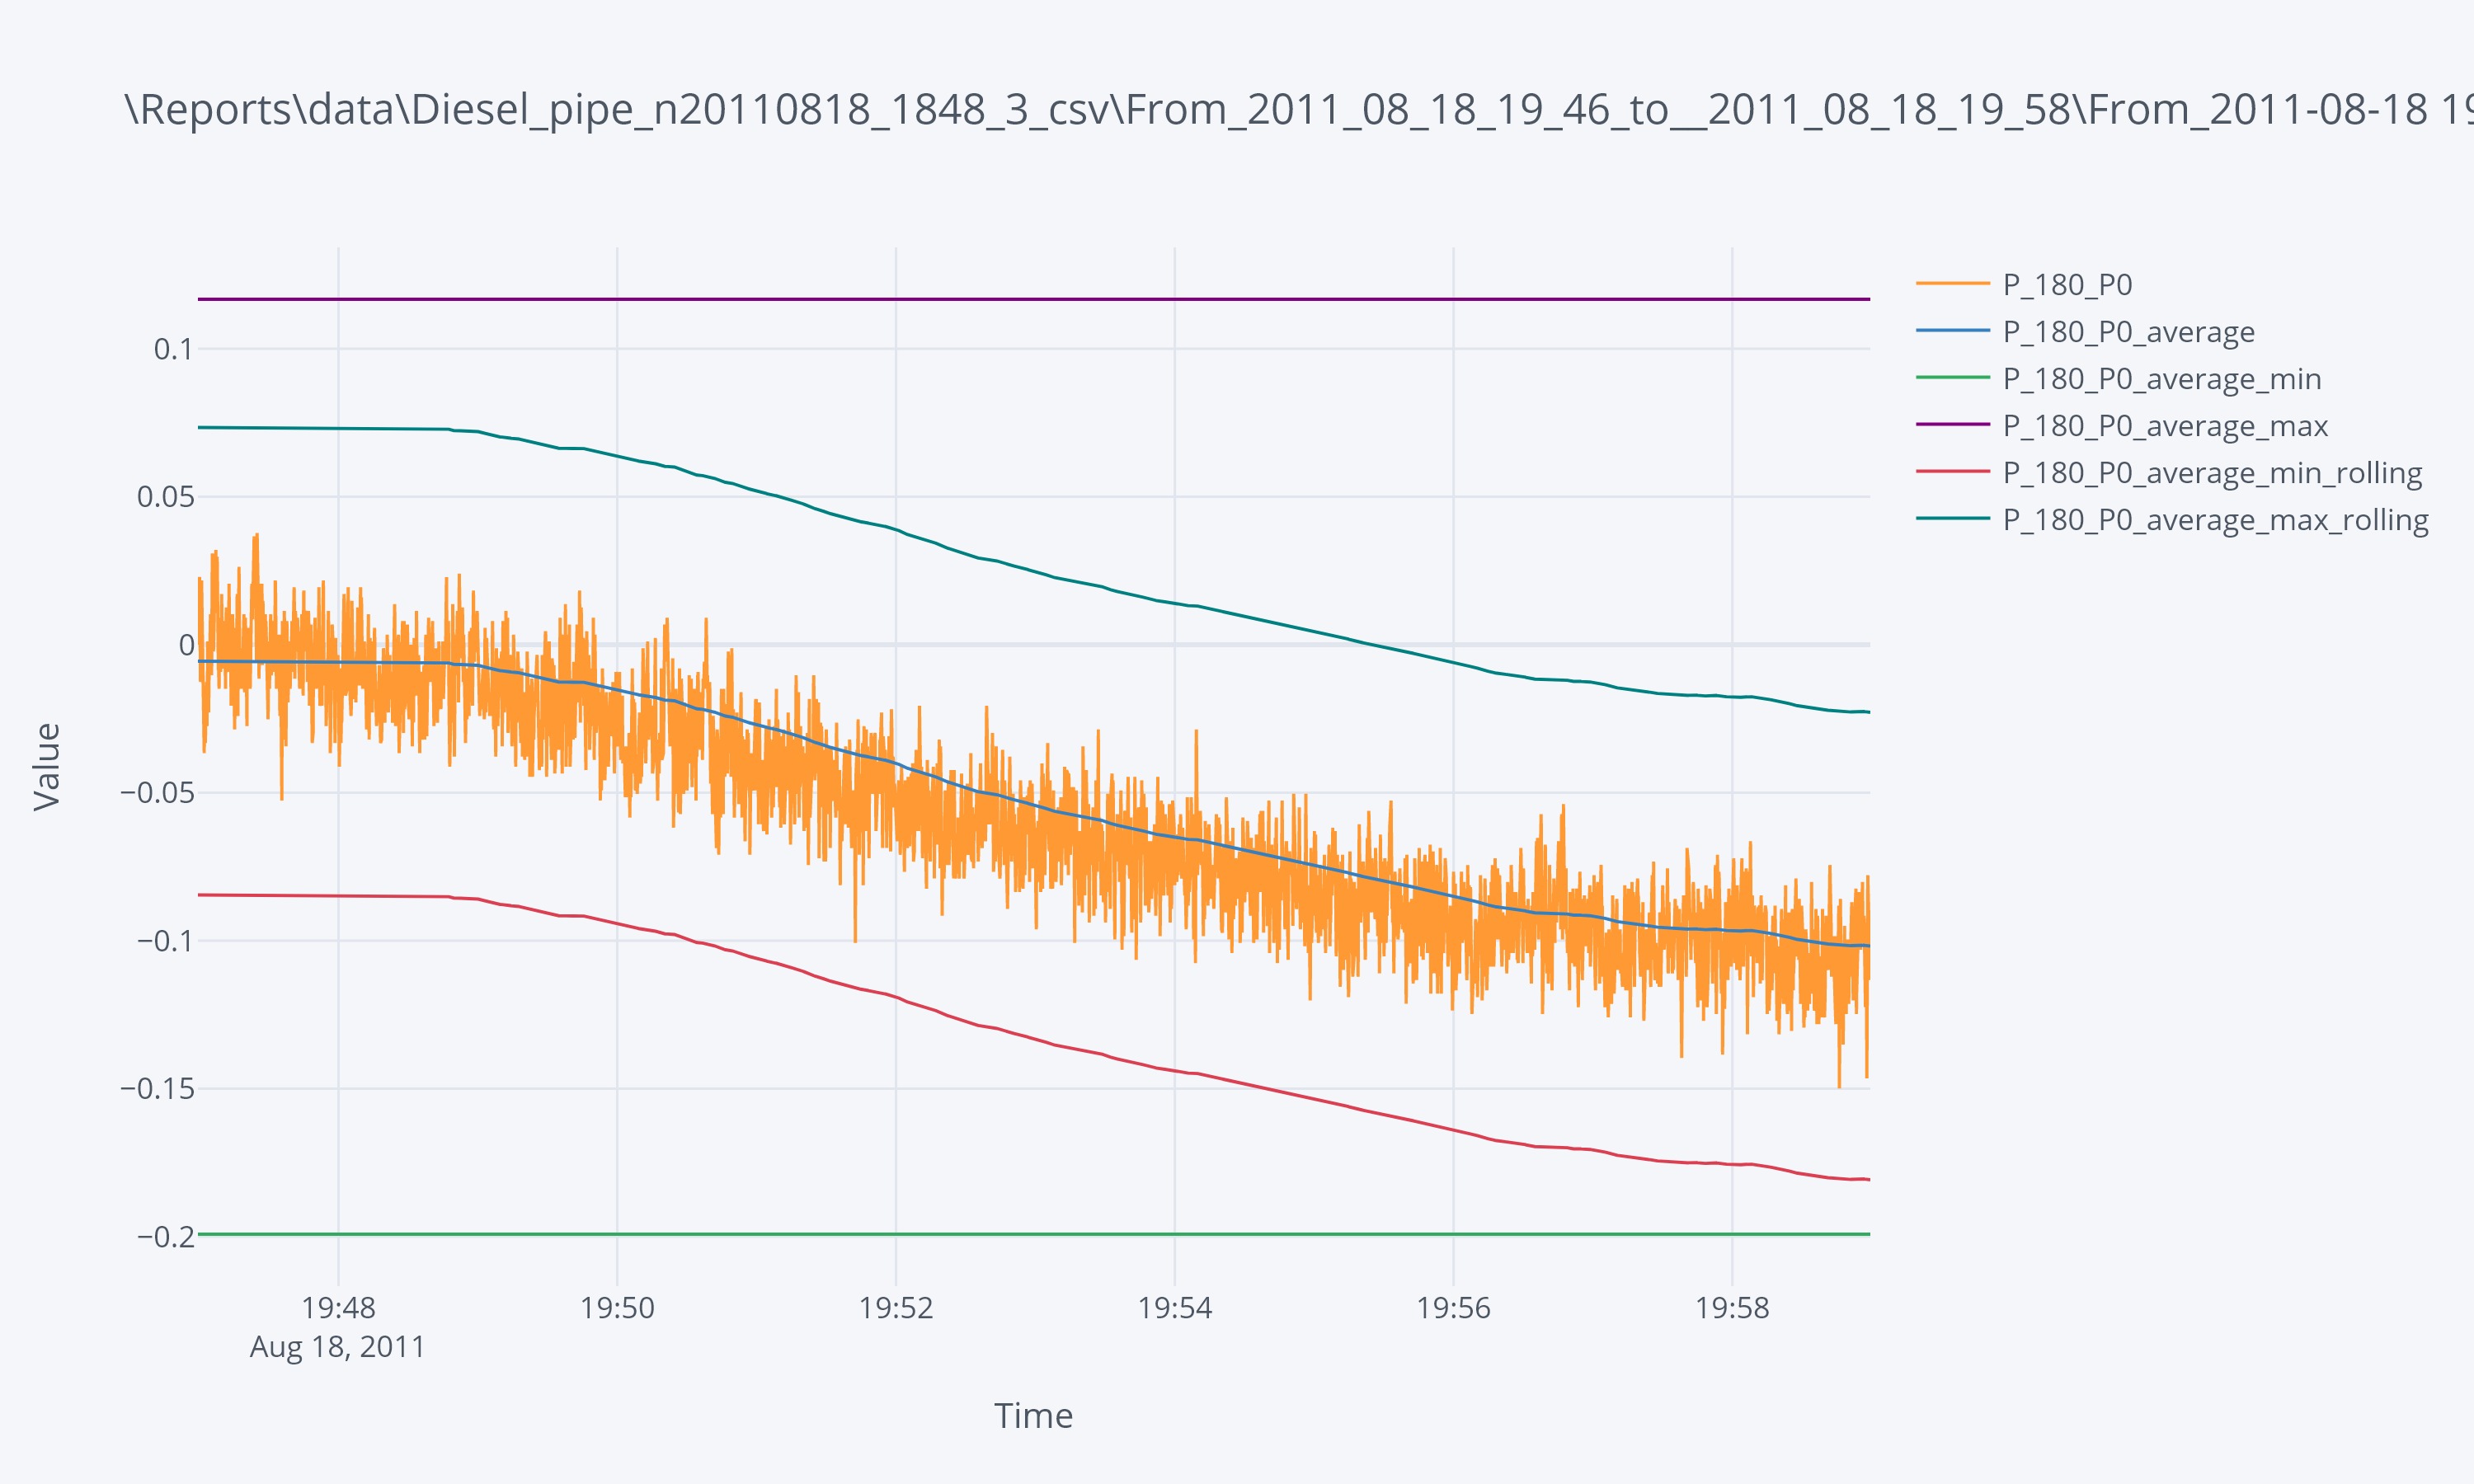 \Reports\data\Diesel_pipe_n20110818_1848_3_csv\From_2011_08_18_19_46_to__2011_08_18_19_58\From_2011-08-18 19
P_180_P0
P_180_P0_average
P_180_P0_average_min
P_180_P0_average_max
P_180_P0_average_min_rolling
P_180_P0_average_max_rolling
0.1
0.05
0
−0.05
−0.1
−0.15
−0.2
Value
19:48 19:50 19:52 19:54 19:56 19:58
Aug 18, 2011
Time